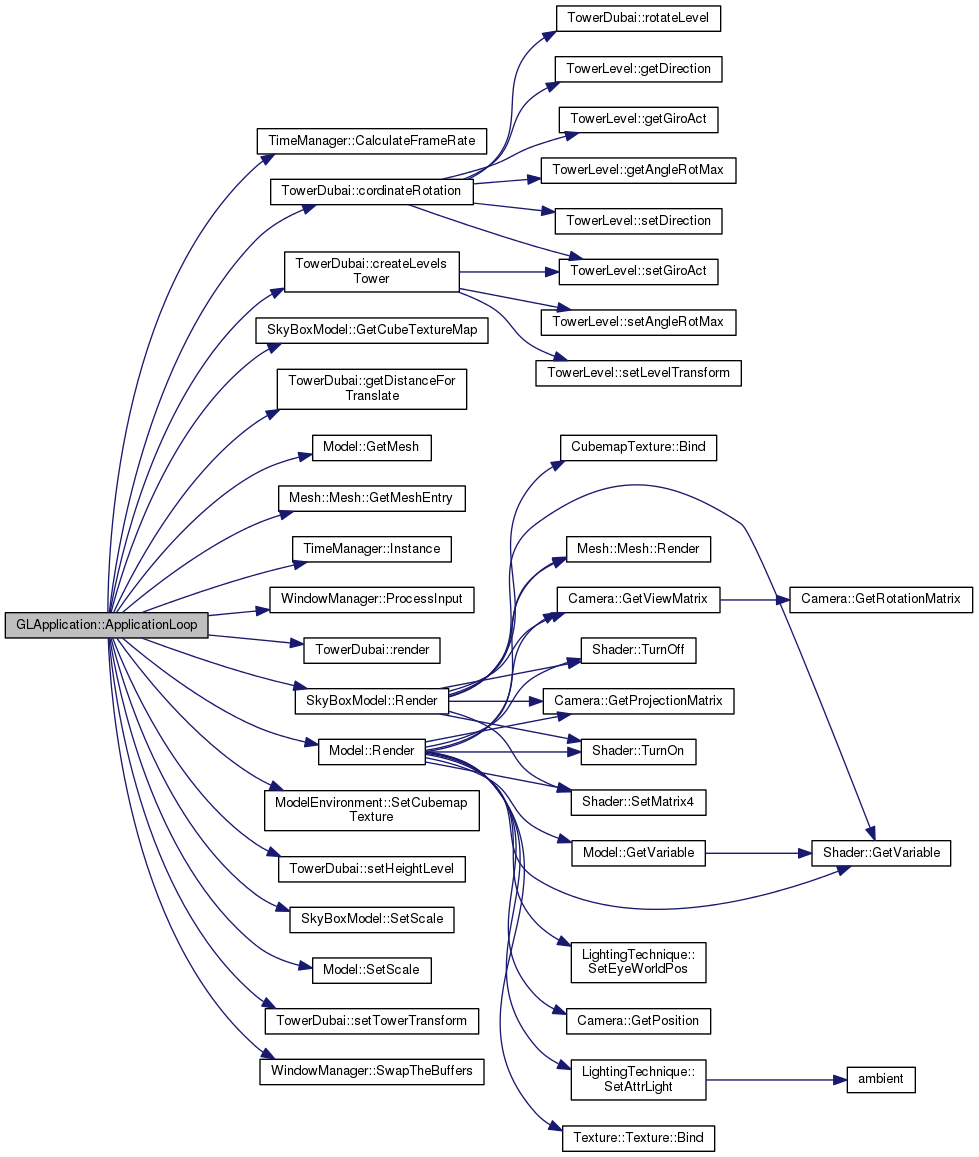 GLApplication::ApplicationLoop
TimeManager::CalculateFrameRate
TowerDubai::cordinateRotation
TowerDubai::createLevels
Tower
SkyBoxModel::GetCubeTextureMap
TowerDubai::getDistanceFor
Translate
Model::GetMesh
Mesh::Mesh::GetMeshEntry
TimeManager::Instance
WindowManager::ProcessInput
TowerDubai::render
SkyBoxModel::Render
Model::Render
ModelEnvironment::SetCubemap
Texture
TowerDubai::setHeightLevel
SkyBoxModel::SetScale
Model::SetScale
TowerDubai::setTowerTransform
WindowManager::SwapTheBuffers
TowerDubai::rotateLevel
TowerLevel::getDirection
TowerLevel::getGiroAct
TowerLevel::getAngleRotMax
TowerLevel::setDirection
TowerLevel::setGiroAct
TowerLevel::setAngleRotMax
TowerLevel::setLevelTransform
CubemapTexture::Bind
Mesh::Mesh::Render
Camera::GetViewMatrix
Shader::TurnOff
Camera::GetProjectionMatrix
Shader::TurnOn
Shader::SetMatrix4
Model::GetVariable
LightingTechnique::
SetEyeWorldPos
Camera::GetPosition
LightingTechnique::
SetAttrLight
Texture::Texture::Bind
Camera::GetRotationMatrix
Shader::GetVariable
ambient